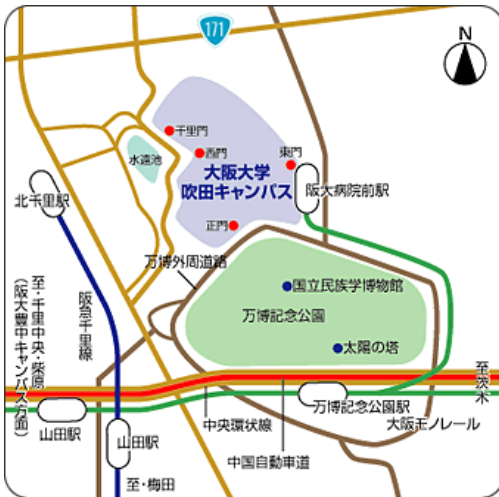 171
N
千里門
西門
東門
水遠池
大阪大学
吹田キャンパス
阪大病院前駅
北千里駅
正門
万博外周道路
国立民族学博物館
万博記念公園
太陽の塔
至・千里中央・柴原
(阪大豊中キャンパス方面)
阪急千里線
至・茨木
万博記念公園駅
大阪モノレール
山田駅
山田駅
中央環状線
中国自動車道
至・梅田